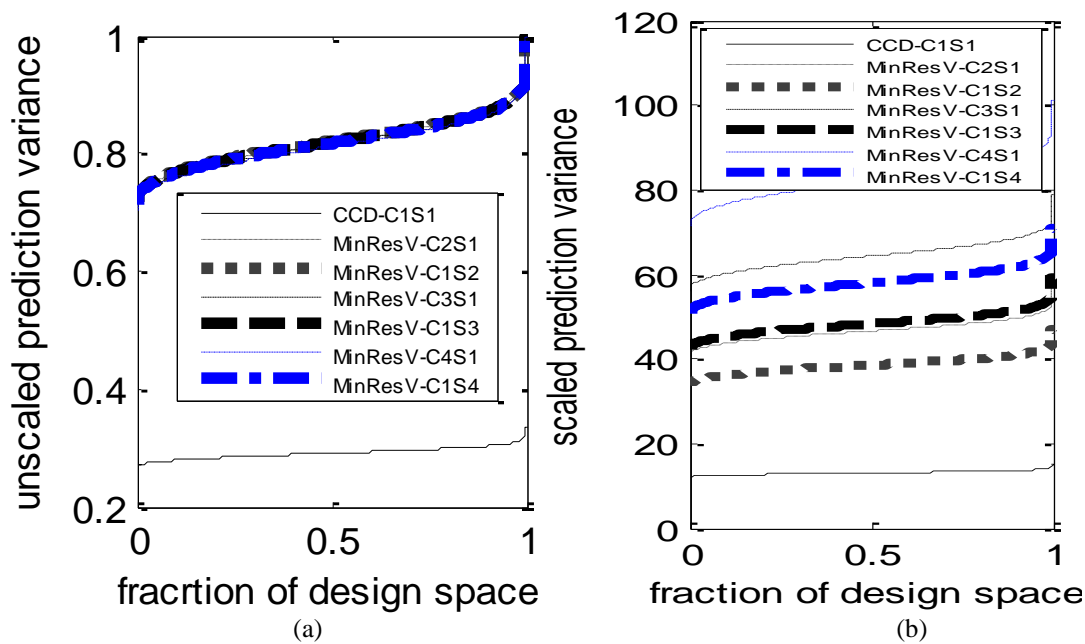 unscaled prediction variance
1
0.8
0.6
0.4
0.2
0
0.5
1
CCD-C1S1
MinResV-C2S1
MinResV-C1S2
MinResV-C3S1
MinResV-C1S3
MinResV-C4S1
MinResV-C1S4
fracrtion of design space
(a)
scaled prediction variance
120
100
80
60
40
20
0
0
0.5
1
CCD-C1S1
MinResV-C2S1
MinResV-C1S2
MinResV-C3S1
MinResV-C1S3
MinResV-C4S1
MinResV-C1S4
fraction of design space
(b)